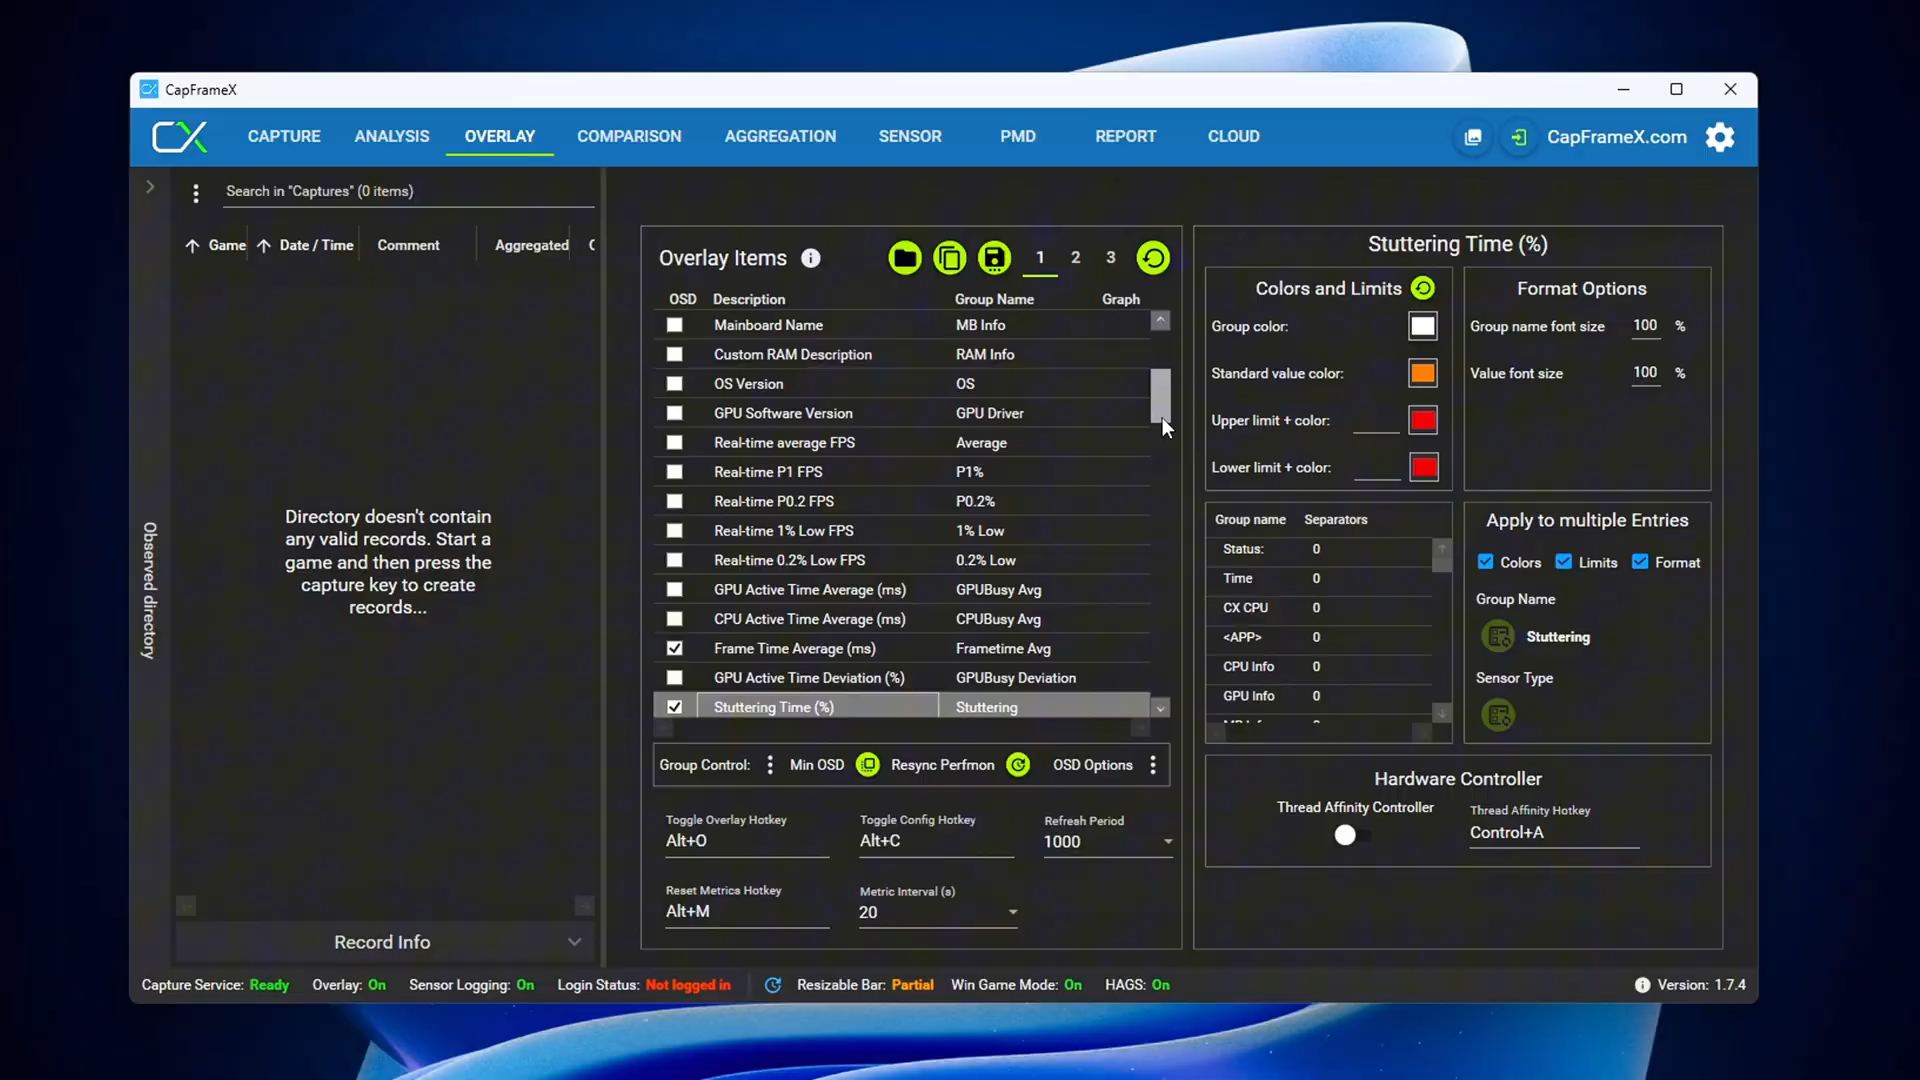 CapFrameX
CX
CAPTURE
ANALYSIS
OVERLAY
COMPARISON
AGGREGATION
SENSOR
PMD
REPORT
CLOUD
CapFrameX.com
Search in "Captures" (0 items)
Game
Date / Time
Comment
Aggregated
Observed directory
Directory doesn't contain
any valid records. Start a
game and then press the
capture key to create
records...
Record Info
Overlay Items
1
2
3
OSD Description Group Name Graph
Mainboard Name MB Info
Custom RAM Description RAM Info
OS Version OS
GPU Software Version GPU Driver
Real-time average FPS Average
Real-time P1 FPS P1%
Real-time P0.2 FPS P0.2%
Real-time 1% Low FPS 1% Low
Real-time 0.2% Low FPS 0.2% Low
GPU Active Time Average (ms) GPUBusy Avg
CPU Active Time Average (ms) CPUBusy Avg
Frame Time Average (ms) Frametime Avg
GPU Active Time Deviation (%) GPUBusy Deviation
Stuttering Time (%) Stuttering
Group Control: Min OSD Resync Perfmon OSD Options
Toggle Overlay Hotkey
Alt+O
Toggle Config Hotkey
Alt+C
Refresh Period
1000
Reset Metrics Hotkey
Alt+M
Metric Interval (s)
20
Stuttering Time (%)
Colors and Limits
Group color:
Standard value color:
Upper limit + color:
Lower limit + color:
Format Options
Group name font size 100 %
Value font size 100 %
Group name Separators
Status: 0
Time 0
CX CPU 0
<APP> 0
CPU Info 0
GPU Info 0
Apply to multiple Entries
Colors Limits Format
Group Name
Stuttering
Sensor Type
Hardware Controller
Thread Affinity Controller
Thread Affinity Hotkey
Control+A
Capture Service: Ready Overlay: On Sensor Logging: On Login Status: Not logged in Resizable Bar: Partial Win Game Mode: On HAGS: On Version: 1.7.4